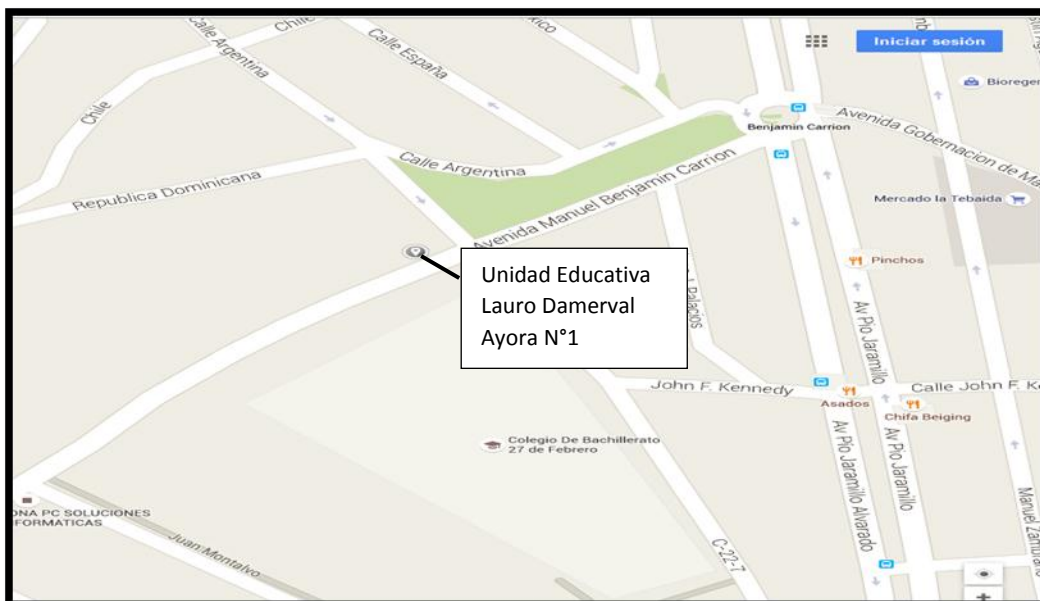 Chile
Calle Argentina
Calle España
Iniciar sesión
Bioreger
Chile
Benjamin Carrion
Avenida Gobernacion de Ma
Calle Argentina
Republica Dominicana
Avenida Manuel Benjamin Carrion
Mercado la Tebaida
Pinchos
Unidad Educativa
Lauro Damerval
Ayora N°1
Palacios
Av Pio Jaramillo
John F. Kennedy
Calle John F. Ke
Asados
Chifa Beiging
Colegio De Bachillerato
27 de Febrero
Av Pio Jaramillo Alvarado
Av Pio Jaramillo
ONA PC SOLUCIONES
FORMATICAS
Juan Montalvo
C-22-1
Manuel Zambrano